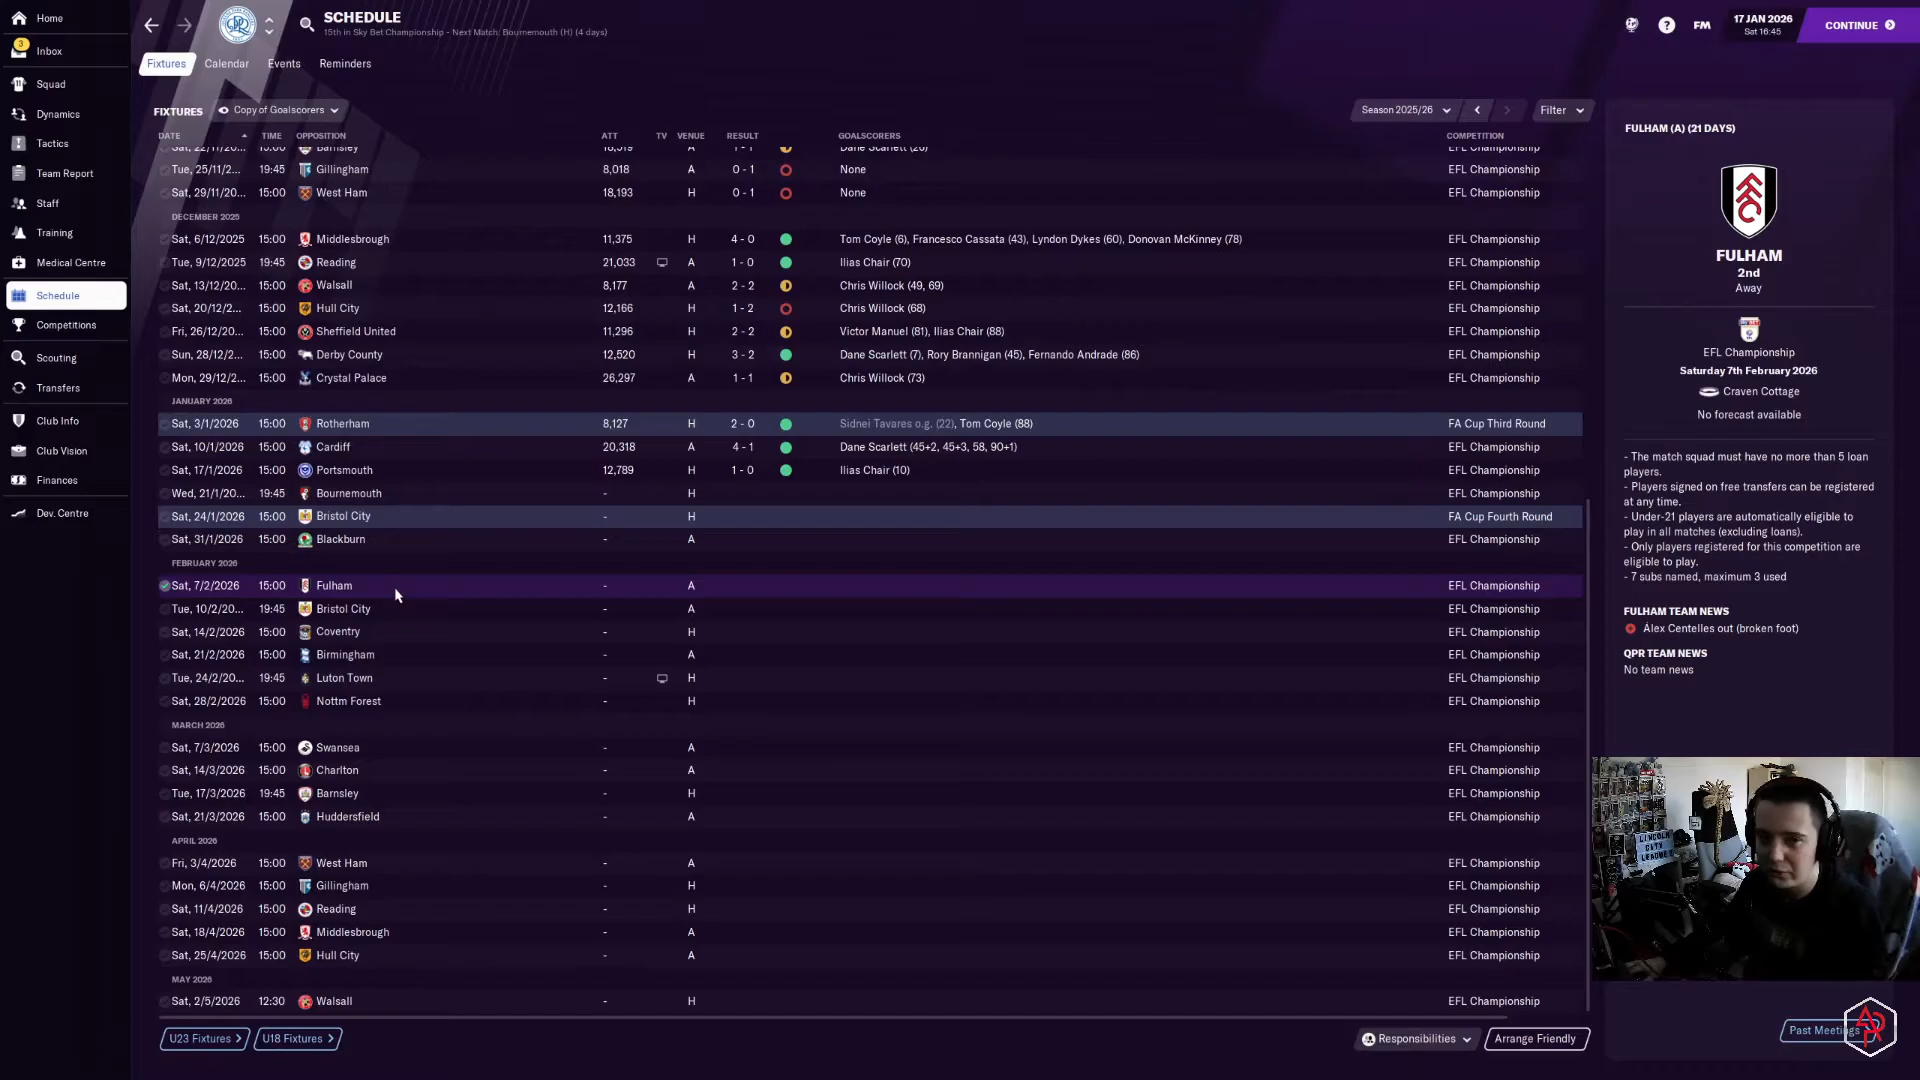 Home
SCHEDULE
15th in Sky Bet Championship - Next Match: Bournemouth (H) (4 days)
? FM 17 JAN 2026
Sat 16:45
CONTINUE
3
Inbox
Fixtures Calendar Events Reminders
Squad
FIXTURES Copy of Goalscorers Season 2025/26 Filter
Dynamics
Tactics
Team Report
Staff
Training
Medical Centre
Schedule
Competitions
Scouting
Transfers
Club Info
Club Vision
Finances
Dev. Centre
DATE TIME OPPOSITION ATT TV VENUE RESULT GOALSCORERS COMPETITION
Barnsley A Dane Scarlett (26) EFL Championship
Tue, 25/11/2... 19:45 Gillingham 8,018 A 0 - 1 None EFL Championship
Sat, 29/11/20... 15:00 West Ham 18,193 H 0 - 1 None EFL Championship
DECEMBER 2025
Sat, 6/12/2025 15:00 Middlesbrough 11,375 H 4 - 0 Tom Coyle (6), Francesco Cassata (43), Lyndon Dykes (60), Donovan McKinney (78) EFL Championship
Tue, 9/12/2025 19:45 Reading 21,033 A 1 - 0 Ilias Chair (70) EFL Championship
Sat, 13/12/20... 15:00 Walsall 8,177 A 2 - 2 Chris Willock (49, 69) EFL Championship
Sat, 20/12/2... 15:00 Hull City 12,166 H 1 - 2 Chris Willock (68) EFL Championship
Fri, 26/12/20... 15:00 Sheffield United 11,296 H 2 - 2 Victor Manuel (81), Ilias Chair (88) EFL Championship
Sun, 28/12/2... 15:00 Derby County 12,520 H 3 - 2 Dane Scarlett (7), Rory Brannigan (45), Fernando Andrade (86) EFL Championship
Mon, 29/12/2... 15:00 Crystal Palace 26,297 A 1 - 1 Chris Willock (73) EFL Championship
JANUARY 2026
Sat, 3/1/2026 15:00 Rotherham 8,127 H 2 - 0 Sidnei Tavares o.g. (22), Tom Coyle (88) FA Cup Third Round
Sat, 10/1/2026 15:00 Cardiff 20,318 A 4 - 1 Dane Scarlett (45+2, 45+3, 58, 90+1) EFL Championship
Sat, 17/1/2026 15:00 Portsmouth 12,789 H 1 - 0 Ilias Chair (10) EFL Championship
Wed, 21/1/20... 19:45 Bournemouth - H EFL Championship
Sat, 24/1/2026 15:00 Bristol City - H FA Cup Fourth Round
Sat, 31/1/2026 15:00 Blackburn - A EFL Championship
FEBRUARY 2026
Sat, 7/2/2026 15:00 Fulham - A EFL Championship
Tue, 10/2/20... 19:45 Bristol City - A EFL Championship
Sat, 14/2/2026 15:00 Coventry - H EFL Championship
Sat, 21/2/2026 15:00 Birmingham - A EFL Championship
Tue, 24/2/20... 19:45 Luton Town - H EFL Championship
Sat, 28/2/2026 15:00 Nottm Forest - H EFL Championship
MARCH 2026
Sat, 7/3/2026 15:00 Swansea - A EFL Championship
Sat, 14/3/2026 15:00 Charlton - A EFL Championship
Tue, 17/3/2026 19:45 Barnsley - H EFL Championship
Sat, 21/3/2026 15:00 Huddersfield - A EFL Championship
APRIL 2026
Fri, 3/4/2026 15:00 West Ham - A EFL Championship
Mon, 6/4/2026 15:00 Gillingham - H EFL Championship
Sat, 11/4/2026 15:00 Reading - H EFL Championship
Sat, 18/4/2026 15:00 Middlesbrough - A EFL Championship
Sat, 25/4/2026 15:00 Hull City - A EFL Championship
MAY 2026
Sat, 2/5/2026 12:30 Walsall - H EFL Championship
U23 Fixtures U18 Fixtures Responsibilities Arrange Friendly
FULHAM (A) (21 DAYS)
FULHAM
2nd
Away
EFL Championship
Saturday 7th February 2026
Craven Cottage
No forecast available
- The match squad must have no more than 5 loan
players.
- Players signed on free transfers can be registered
at any time.
- Under-21 players are automatically eligible to
play in all matches (excluding loans).
- Only players registered for this competition are
eligible to play.
- 7 subs named, maximum 3 used
FULHAM TEAM NEWS
Álex Centelles out (broken foot)
QPR TEAM NEWS
No team news
LINCOLN
CITY
LEAGUE
Past Meetings